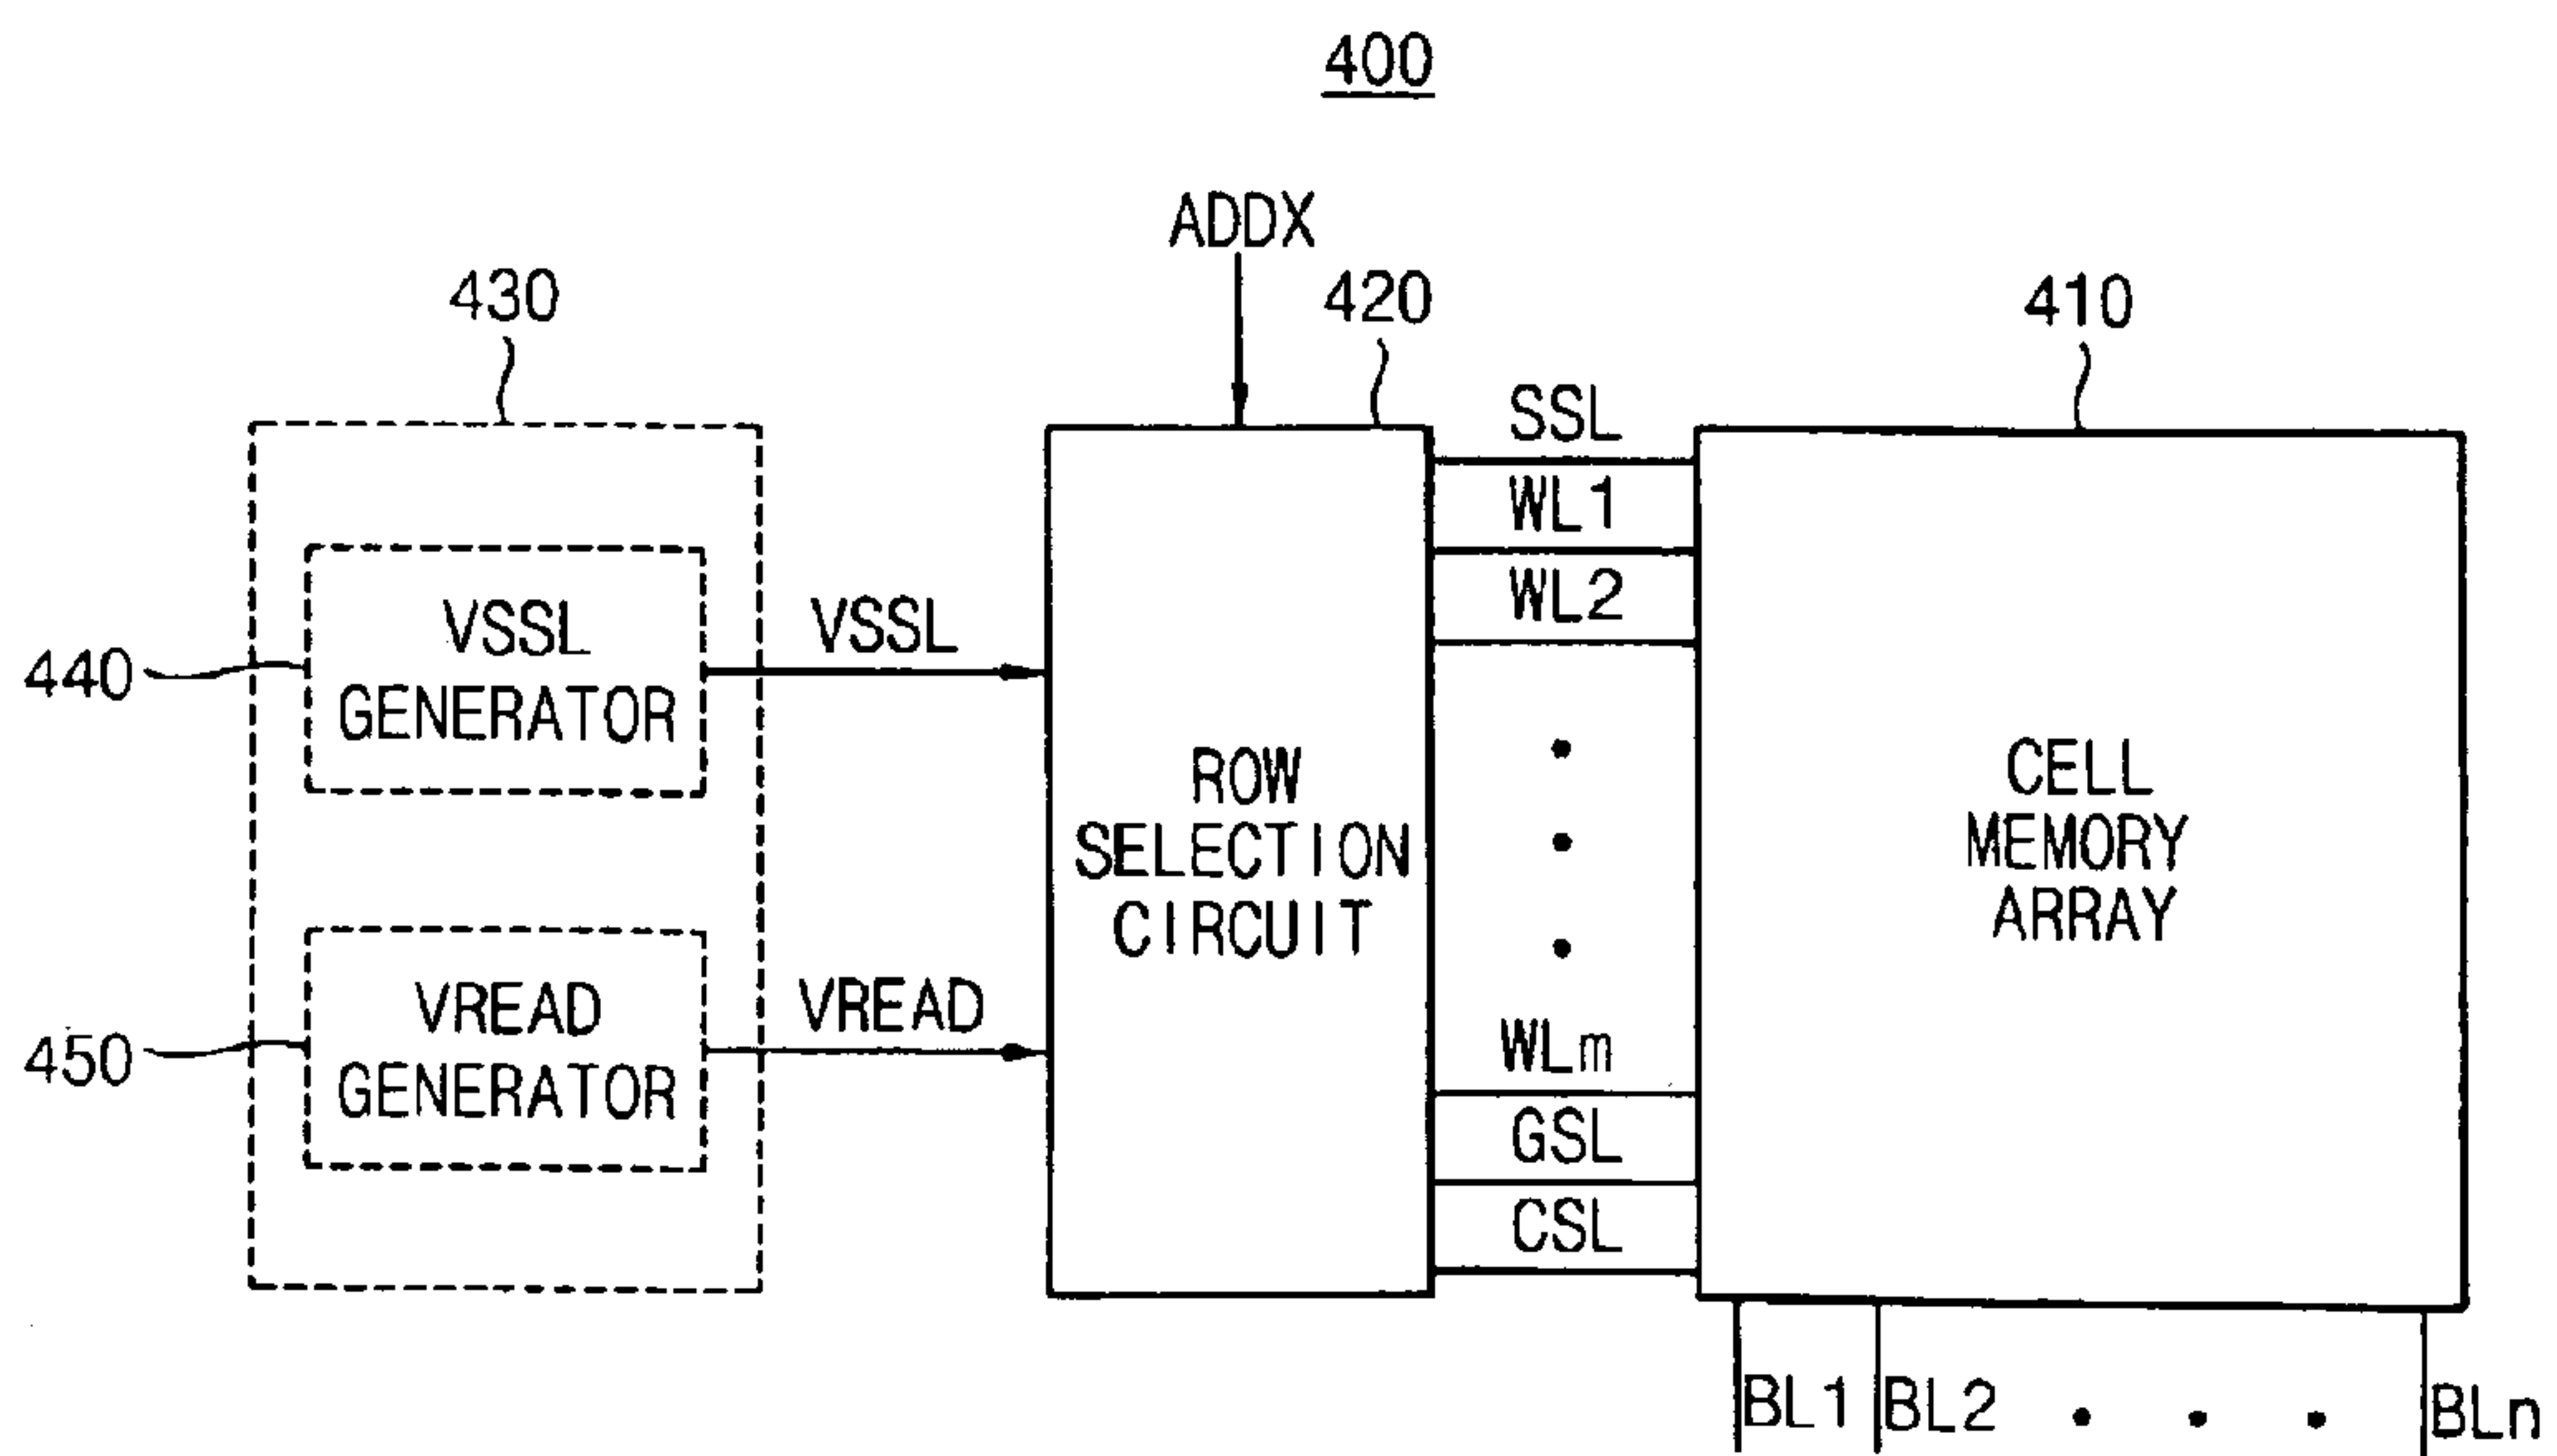 400
ADDX
430
420
410
SSL
WL1
WL2
VSSL
GENERATOR
VSSL
440
ROW
SELECTION
CIRCUIT
CELL
MEMORY
ARRAY
VREAD
GENERATOR
VREAD
450
WLm
GSL
CSL
BL1
BL2
BLn